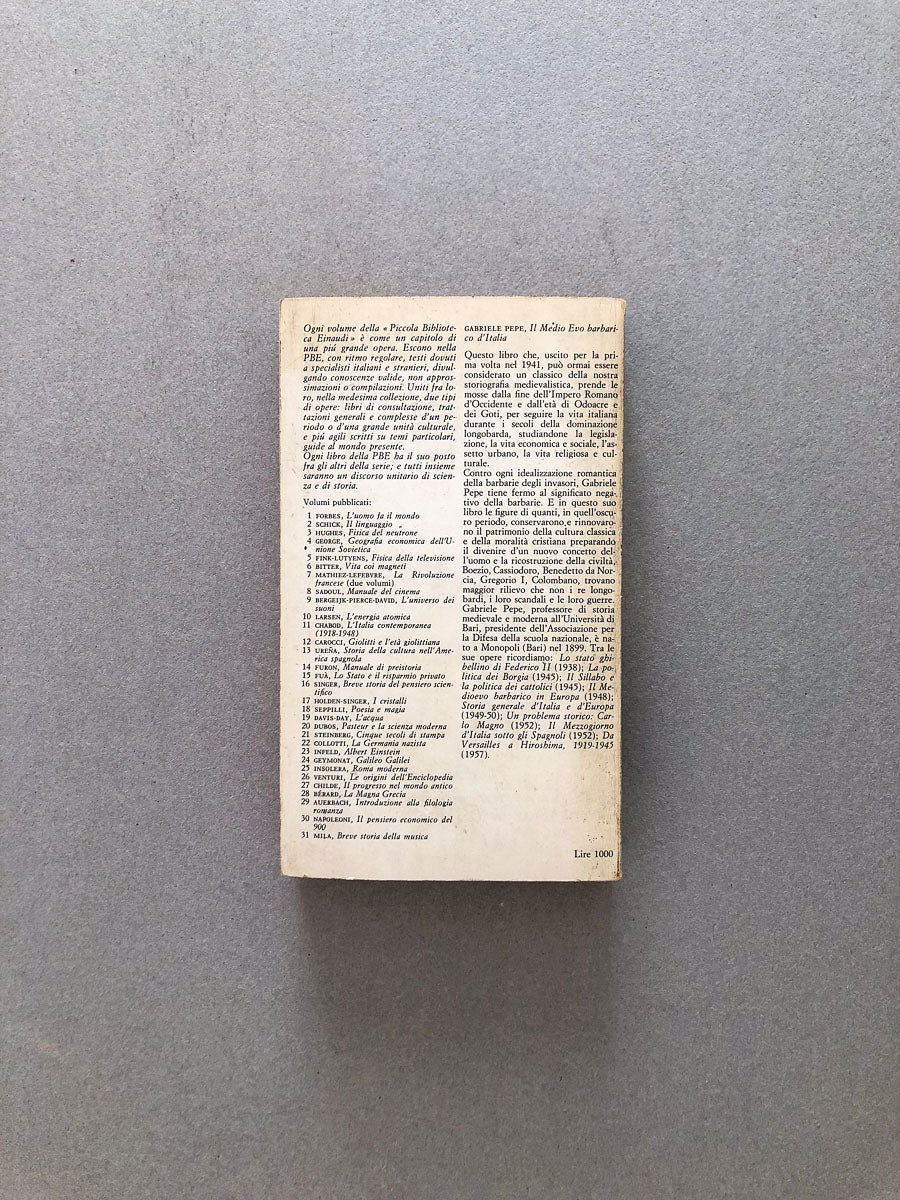 Ogni volume della « Piccola Bibliote-
ca Einaudi » è come un capitolo di
una piú grande opera. Escono nella
PBE, con ritmo regolare, testi dovuti
a specialisti italiani e stranieri, divul-
gando conoscenze valide, non appros-
simazioni o compilazioni. Uniti fra lo-
ro, nella medesima collezione, due tipi
di opere: libri di consultazione, trat-
tazioni generali e complesse d'un pe-
riodo o d'una grande unità culturale,
e piú agili scritti su temi particolari,
guide al mondo presente.
Ogni libro della PBE ha il suo posto
fra gli altri della serie; e tutti insieme
saranno un discorso unitario di scien-
za e di storia.
Volumi pubblicati:
1 FORBES, L'uomo fa il mondo
2 SCHICK, Il linguaggio
3 HUGHES, Fisica del neutrone
4 GEORGE, Geografia economica dell'U-
nione Sovietica
5 FINK-LUTYENS, Fisica della televisione
6 BITTER, Vita coi magneti
7 MATHIEZ-LEFEBVRE, La Rivoluzione
francese (due volumi)
8 SADOUL, Manuale del cinema
9 BERGEIJK-PIERCE-DAVID, L'universo dei
suoni
10 LARSEN, L'energia atomica
11 CHABOD, L'Italia contemporanea
(1918-1948)
12 CAROCCI, Giolitti e l'età giolittiana
13 UREÑA, Storia della cultura nell'Ame-
rica spagnola
14 FURON, Manuale di preistoria
15 FUÀ, Lo Stato e il risparmio privato
16 SINGER, Breve storia del pensiero scien-
tifico
17 HOLDEN-SINGER, I cristalli
18 SEPPILLI, Poesia e magia
19 DAVIS-DAY, L'acqua
20 DUBOS, Pasteur e la scienza moderna
21 STEINBERG, Cinque secoli di stampa
22 COLLOTTI, La Germania nazista
23 INFELD, Albert Einstein
24 GEYMONAT, Galileo Galilei
25 INSOLERA, Roma moderna
26 VENTURI, Le origini dell'Enciclopedia
27 CHILDE, Il progresso nel mondo antico
28 BÉRARD, La Magna Grecia
29 AUERBACH, Introduzione alla filologia
romanza
30 NAPOLEONI, Il pensiero economico del
900
31 MILA, Breve storia della musica
GABRIELE PEPE, Il Medio Evo barbari-
co d'Italia
Questo libro che, uscito per la pri-
ma volta nel 1941, può ormai essere
considerato un classico della nostra
storiografia medievalistica, prende le
mosse dalla fine dell'Impero Romano
d'Occidente e dall'età di Odoacre e
dei Goti, per seguire la vita italiana
durante i secoli della dominazione
longobarda, studiandone la legisla-
zione, la vita economica e sociale, l'as-
setto urbano, la vita religiosa e cul-
turale.
Contro ogni idealizzazione romantica
della barbarie degli invasori, Gabriele
Pepe tiene fermo al significato nega-
tivo della barbarie. E in questo suo
libro le figure di quanti, in quell'oscu-
ro periodo, conservarono e rinnovaro-
no il patrimonio della cultura classica
e della moralità cristiana preparando
il divenire d'un nuovo concetto del-
l'uomo e la ricostruzione della civiltà,
Boezio, Cassiodoro, Benedetto da Nor-
cia, Gregorio I, Colombano, trovano
maggior rilievo che non i re longo-
bardi, i loro scandali e le loro guerre.
Gabriele Pepe, professore di storia
medievale e moderna all'Università di
Bari, presidente dell'Associazione per
la Difesa della scuola nazionale, è na-
to a Monopoli (Bari) nel 1899. Tra le
sue opere ricordiamo: Lo stato ghi-
bellino di Federico II (1938); La po-
litica dei Borgia (1945); Il Sillabo e
la politica dei cattolici (1945); Il Me-
dioevo barbarico in Europa (1948);
Storia generale d'Italia e d'Europa
(1949-50); Un problema storico: Car-
lo Magno (1952); Il Mezzogiorno
d'Italia sotto gli Spagnoli (1952); Da
Versailles a Hiroshima, 1919-1945
(1957).
Lire 1000